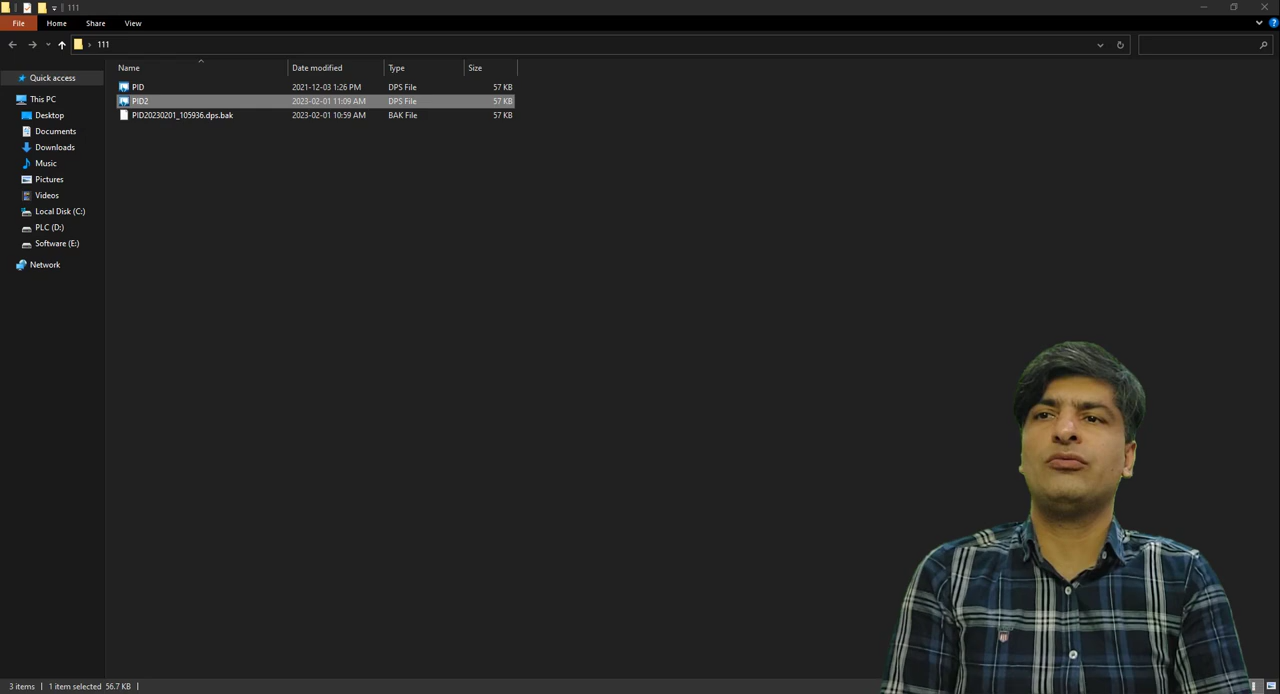 111
File Home Share View
111
Name Date modified Type Size
Quick access
This PC
Desktop
Documents
Downloads
Music
Pictures
Videos
Local Disk (C:)
PLC (D:)
Software (E:)
Network
PID 2021-12-03 1:26 PM DPS File 57 KB
PID2 2023-02-01 11:09 AM DPS File 57 KB
PID20230201_105936.dps.bak 2023-02-01 10:59 AM BAK File 57 KB
3 items 1 item selected 56.7 KB